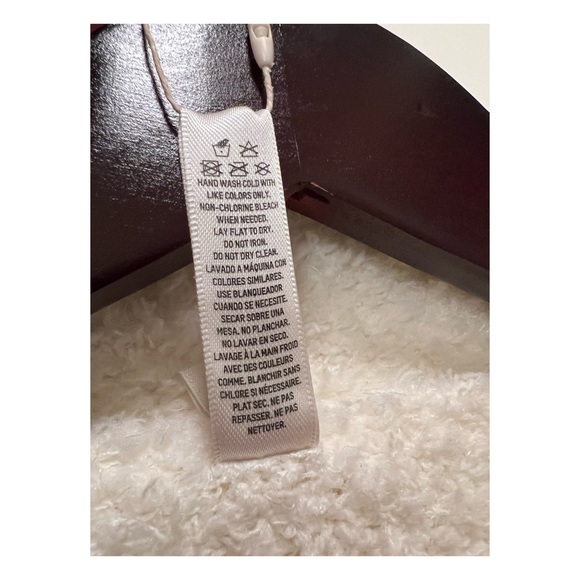 HAND WASH COLD WITH
LIKE COLORS ONLY.
NON-CHLORINE BLEACH
WHEN NEEDED.
LAY FLAT TO DRY.
DO NOT IRON.
DO NOT DRY CLEAN.
LAVADO A MÁQUINA CON
COLORES SIMILARES.
USE BLANQUEADOR
CUANDO SE NECESITE.
SECAR SOBRE UNA
MESA. NO PLANCHAR.
NO LAVAR EN SECO.
LAVAGE À LA MAIN FROID
AVEC DES COULEURS
COMME. BLANCHIR SANS
CHLORE SI NÉCESSAIRE.
PLAT SEC. NE PAS
REPASSER. NE PAS
NETTOYER.